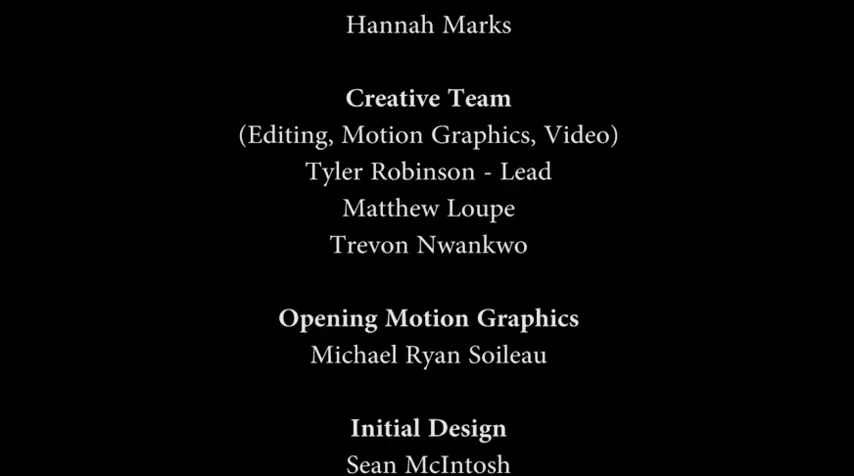 Hannah Marks
Creative Team
(Editing, Motion Graphics, Video)
Tyler Robinson - Lead
Matthew Loupe
Trevon Nwankwo
Opening Motion Graphics
Michael Ryan Soileau
Initial Design
Sean McIntosh